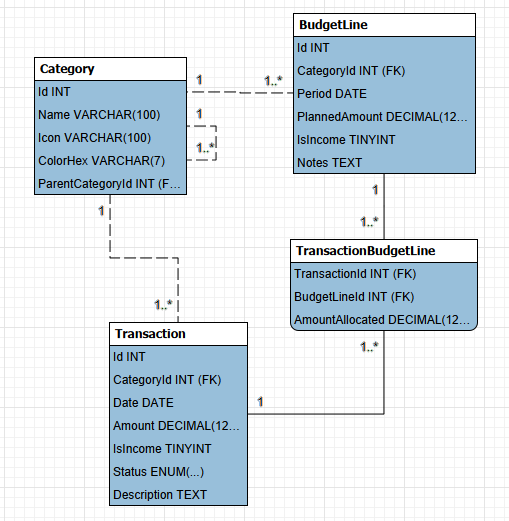 BudgetLine
Id INT
CategoryId INT (FK)
Period DATE
PlannedAmount DECIMAL(12...
IsIncome TINYINT
Notes TEXT
Category
Id INT
Name VARCHAR(100)
Icon VARCHAR(100)
ColorHex VARCHAR(7)
ParentCategoryId INT (F...
1
1..*
1
1..*
1
1..*
1
1..*
TransactionBudgetLine
TransactionId INT (FK)
BudgetLineId INT (FK)
AmountAllocated DECIMAL(12...
1..*
1
Transaction
Id INT
CategoryId INT (FK)
Date DATE
Amount DECIMAL(12...
IsIncome TINYINT
Status ENUM(...)
Description TEXT